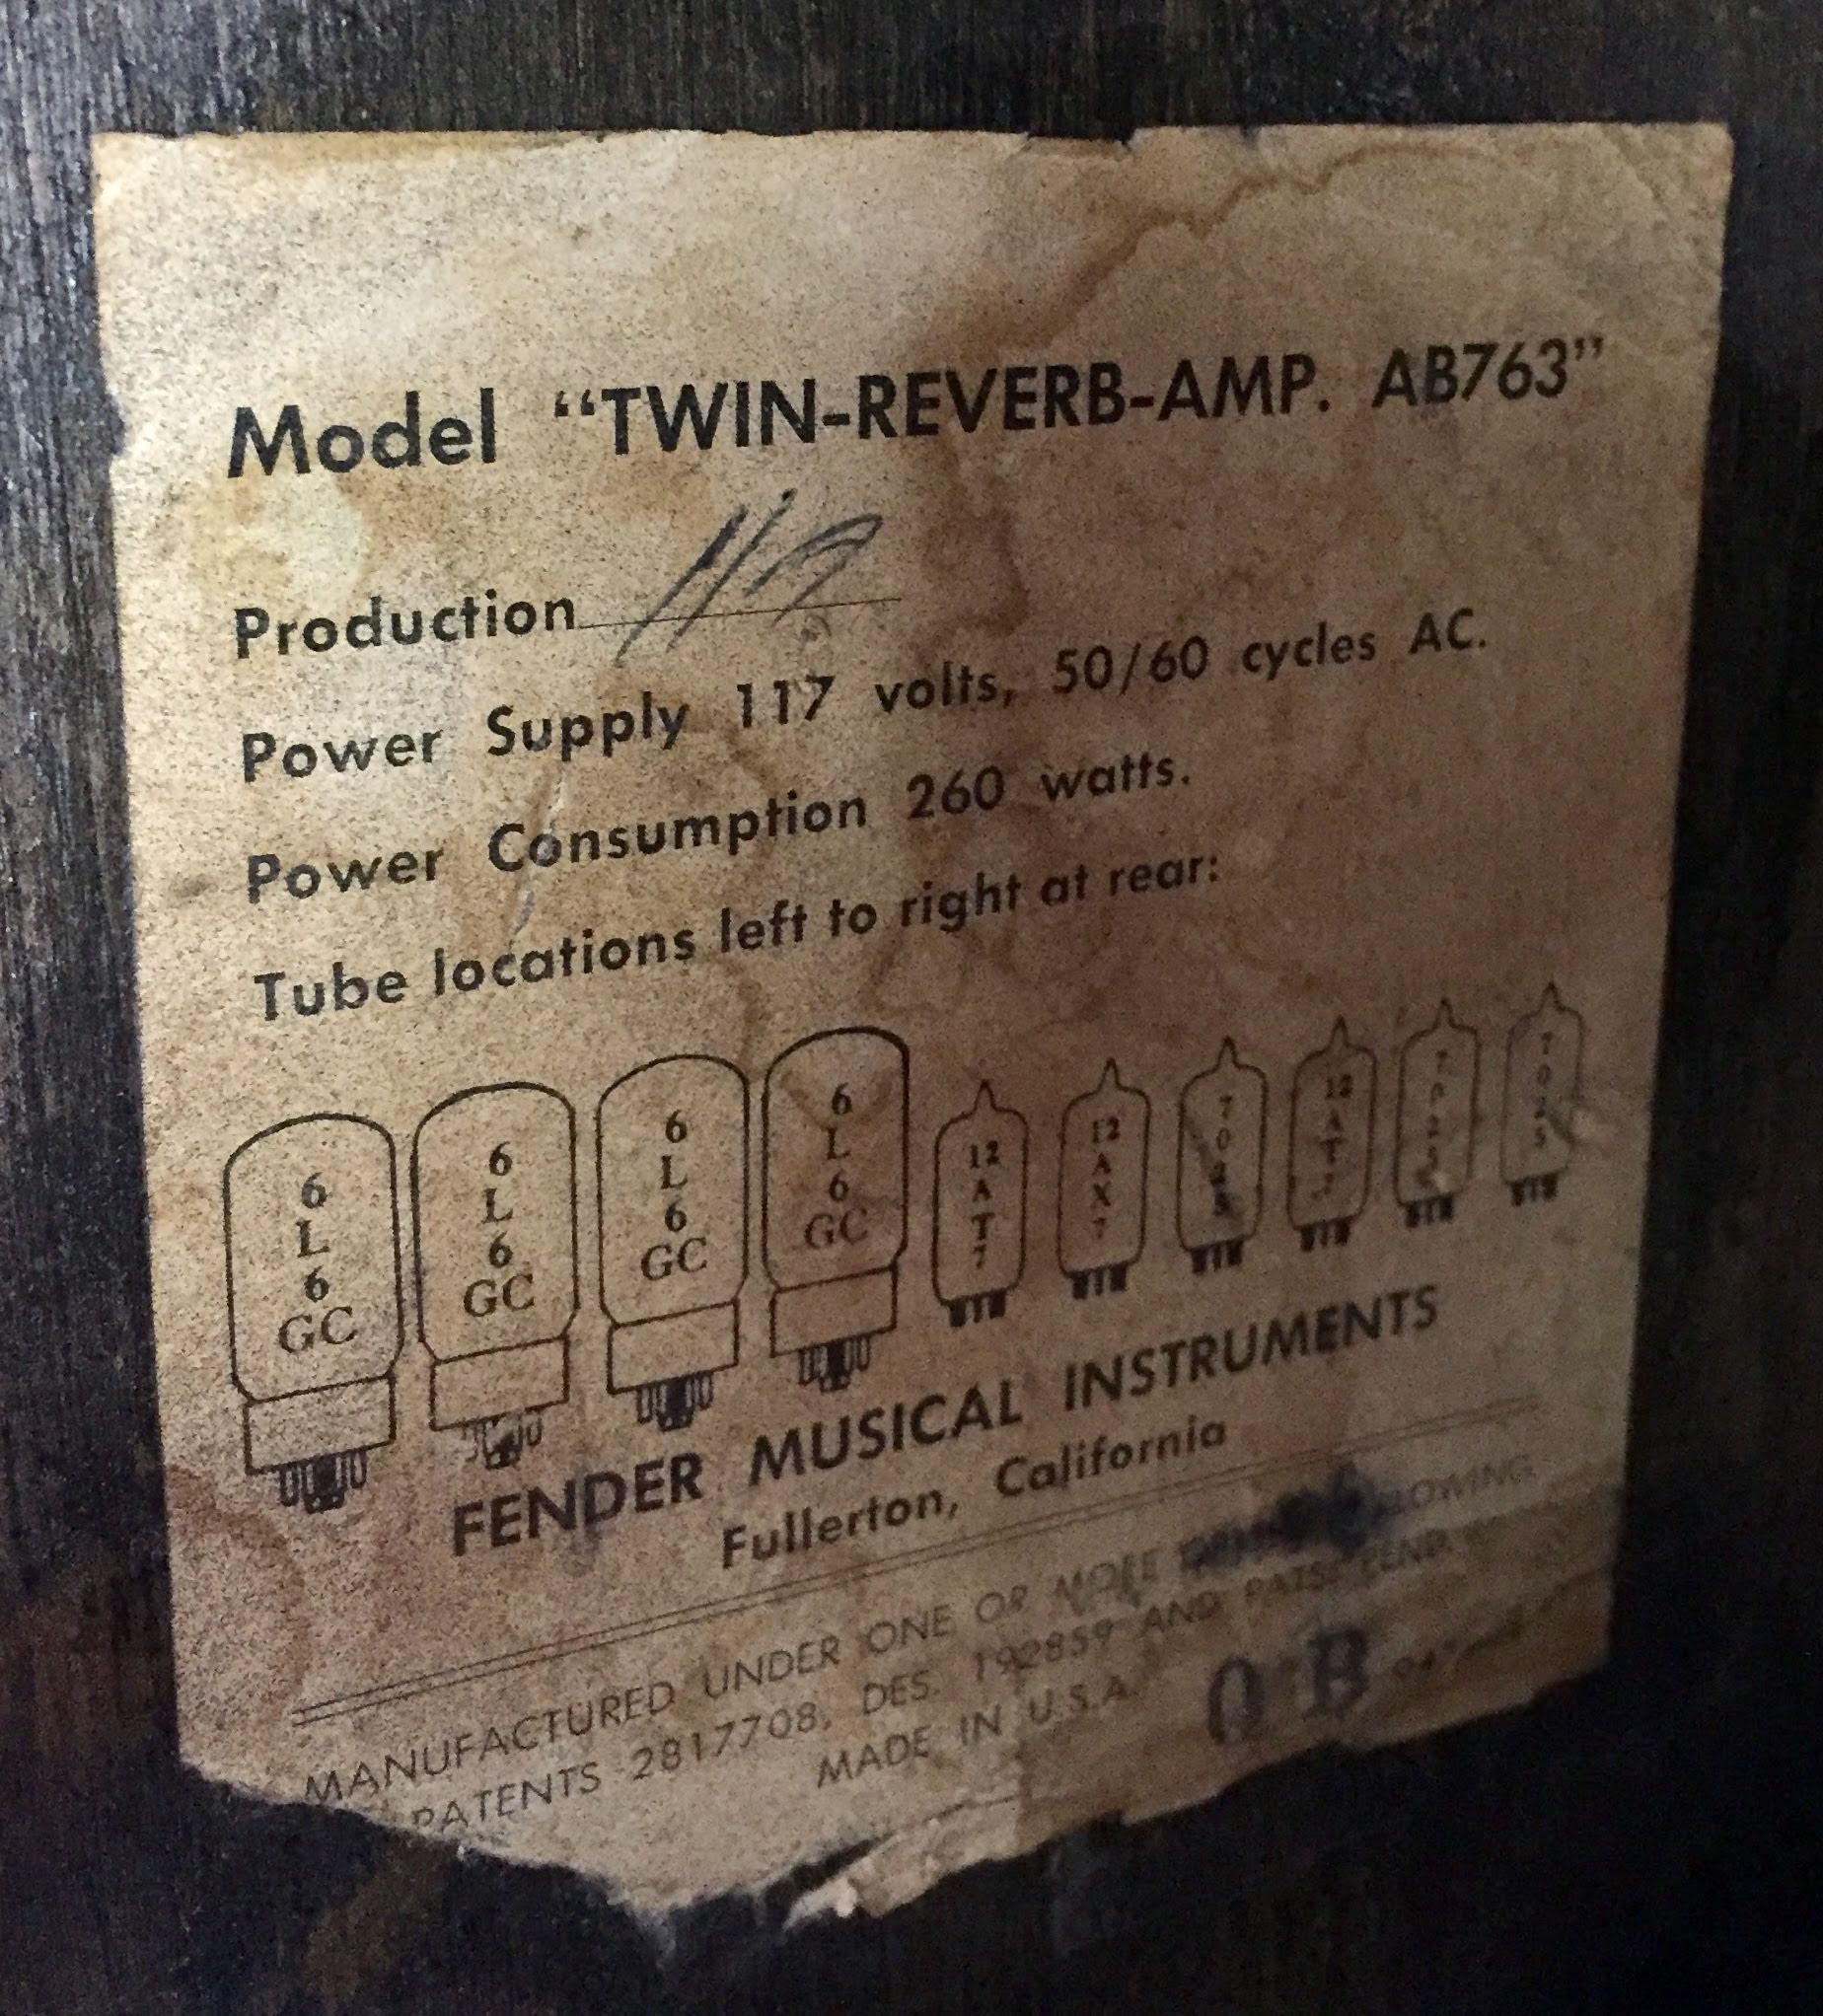 Model “TWIN-REVERB-AMP. AB763”
Production
Power Supply 117 volts, 50/60 cycles AC.
Power Consumption 260 watts.
Tube locations left to right at rear:
6L6GC 6L6GC 6L6GC 6L6GC 12AT7 12AX7 7025 12AT7 7025 7025
FENDER MUSICAL INSTRUMENTS
Fullerton, California
MANUFACTURED UNDER ONE OR MORE
PATENTS 2817708, DES. 192859 AND PATS. PEND.
MADE IN U.S.A. Q B